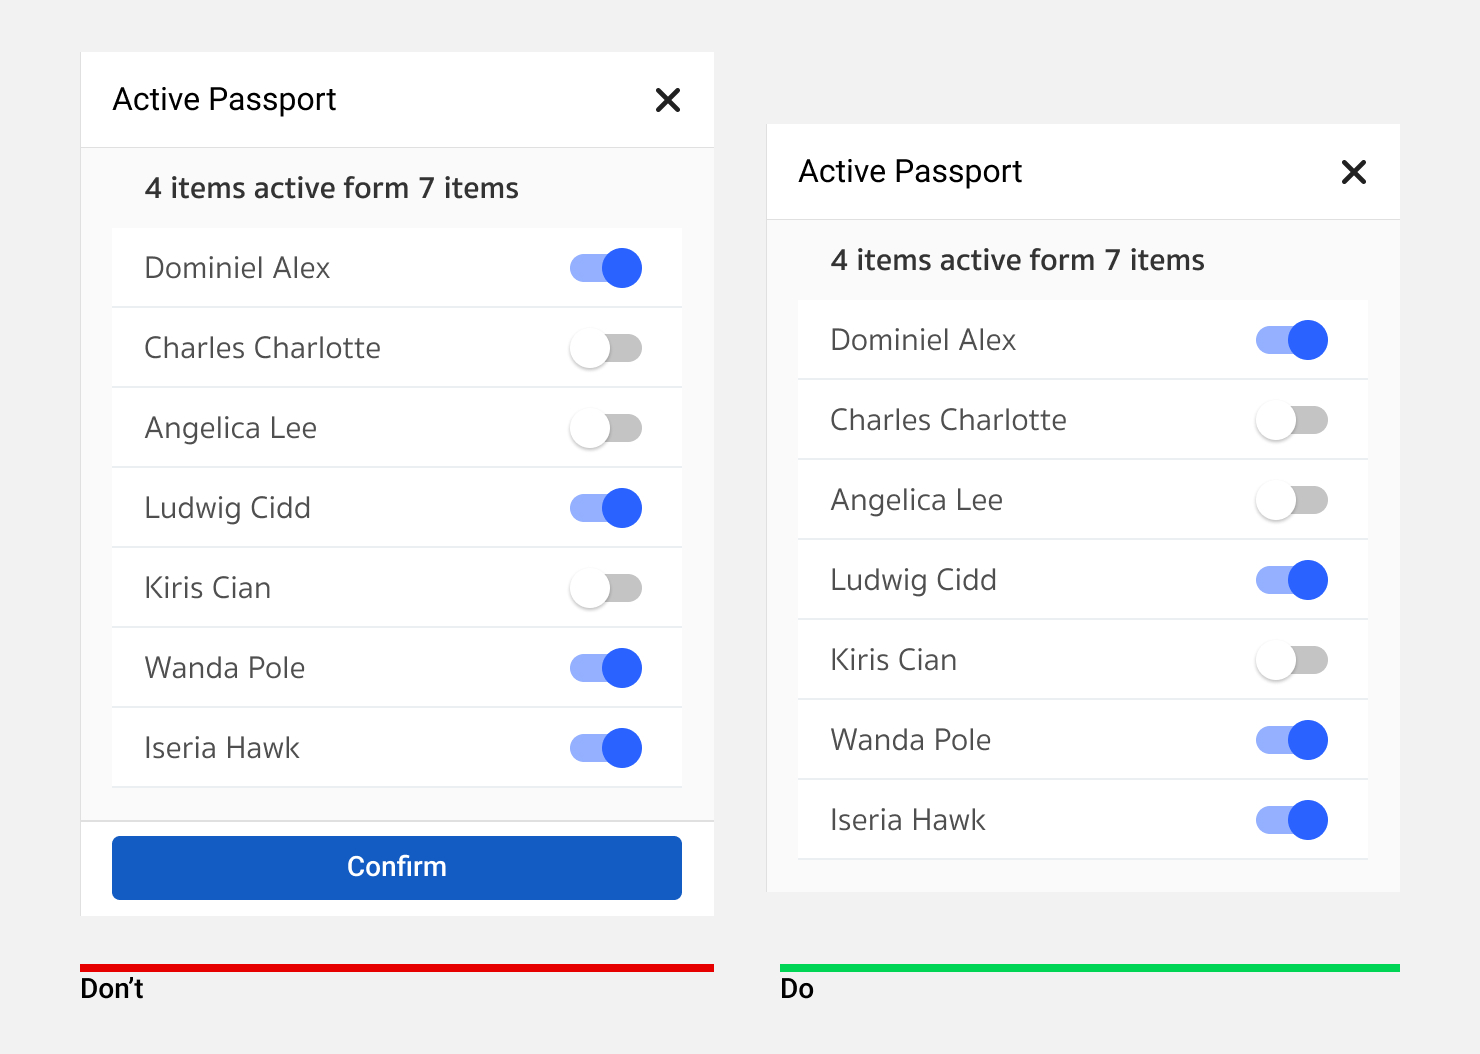 Active Passport
4 items active form 7 items
Dominiel Alex
Charles Charlotte
Angelica Lee
Ludwig Cidd
Kiris Cian
Wanda Pole
Iseria Hawk
Confirm
Don’t
Active Passport
4 items active form 7 items
Dominiel Alex
Charles Charlotte
Angelica Lee
Ludwig Cidd
Kiris Cian
Wanda Pole
Iseria Hawk
Do